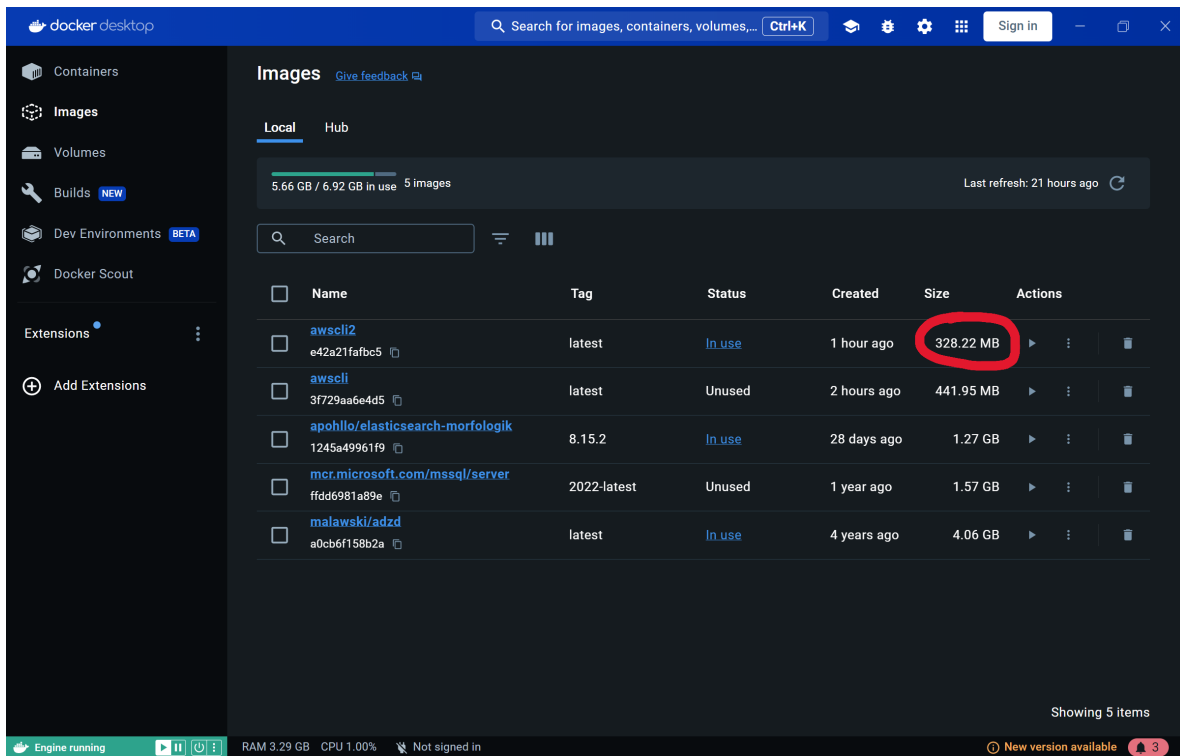 docker desktop
Search for images, containers, volumes,... Ctrl+K
Sign in
Containers
Images
Volumes
Builds NEW
Dev Environments BETA
Docker Scout
Extensions
Add Extensions
Images Give feedback
Local Hub
5.66 GB / 6.92 GB in use 5 images
Last refresh: 21 hours ago
Search
Name Tag Status Created Size Actions
awscli2
e42a21fafbc5
latest In use 1 hour ago 328.22 MB
awscli
3f729aa6e4d5
latest Unused 2 hours ago 441.95 MB
apohllo/elasticsearch-morfologik
1245a49961f9
8.15.2 In use 28 days ago 1.27 GB
mcr.microsoft.com/mssql/server
ffdd6981a89e
2022-latest Unused 1 year ago 1.57 GB
malawski/adzd
a0cb6f158b2a
latest In use 4 years ago 4.06 GB
Showing 5 items
Engine running
RAM 3.29 GB CPU 1.00% Not signed in
New version available 3